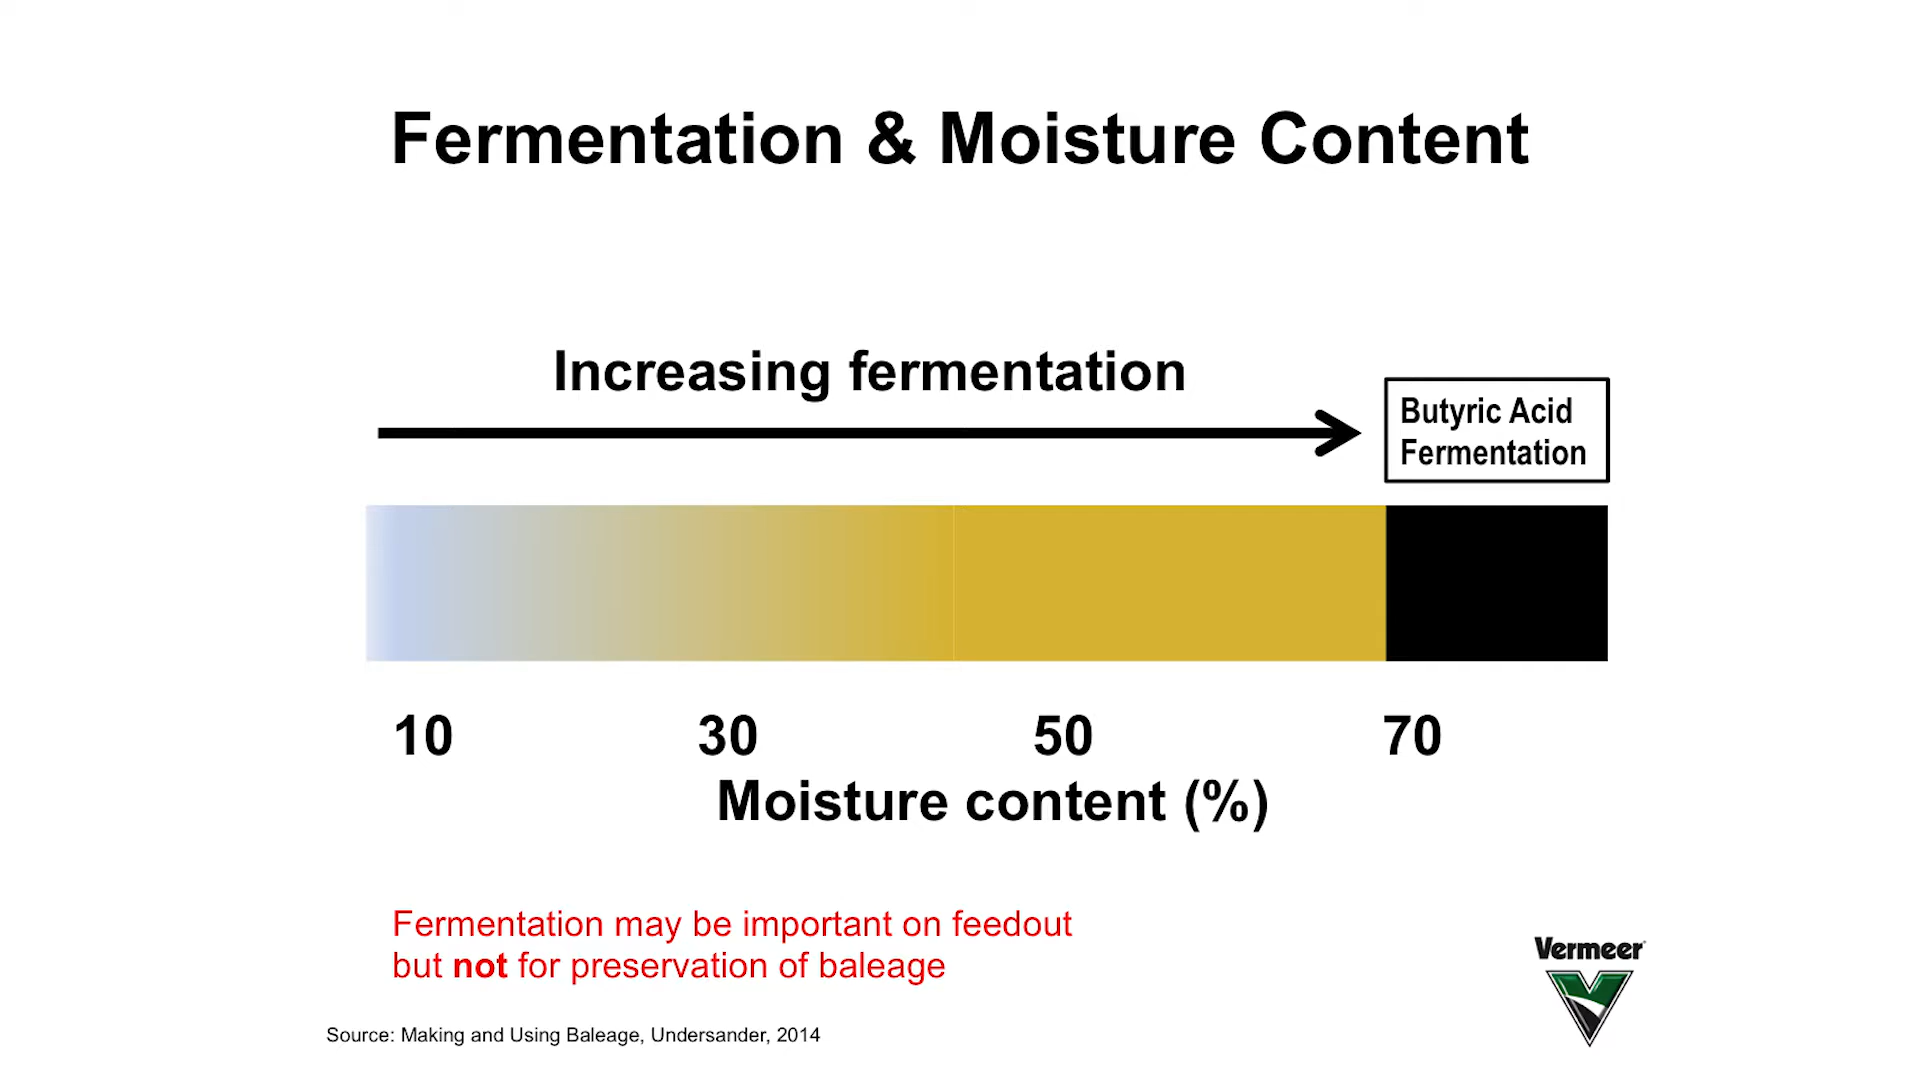 Fermentation & Moisture Content
Increasing fermentation
Butyric Acid
Fermentation
10 30 50 70
Moisture content (%)
Fermentation may be important on feedout
but not for preservation of baleage
Vermeer
Source: Making and Using Baleage, Undersander, 2014